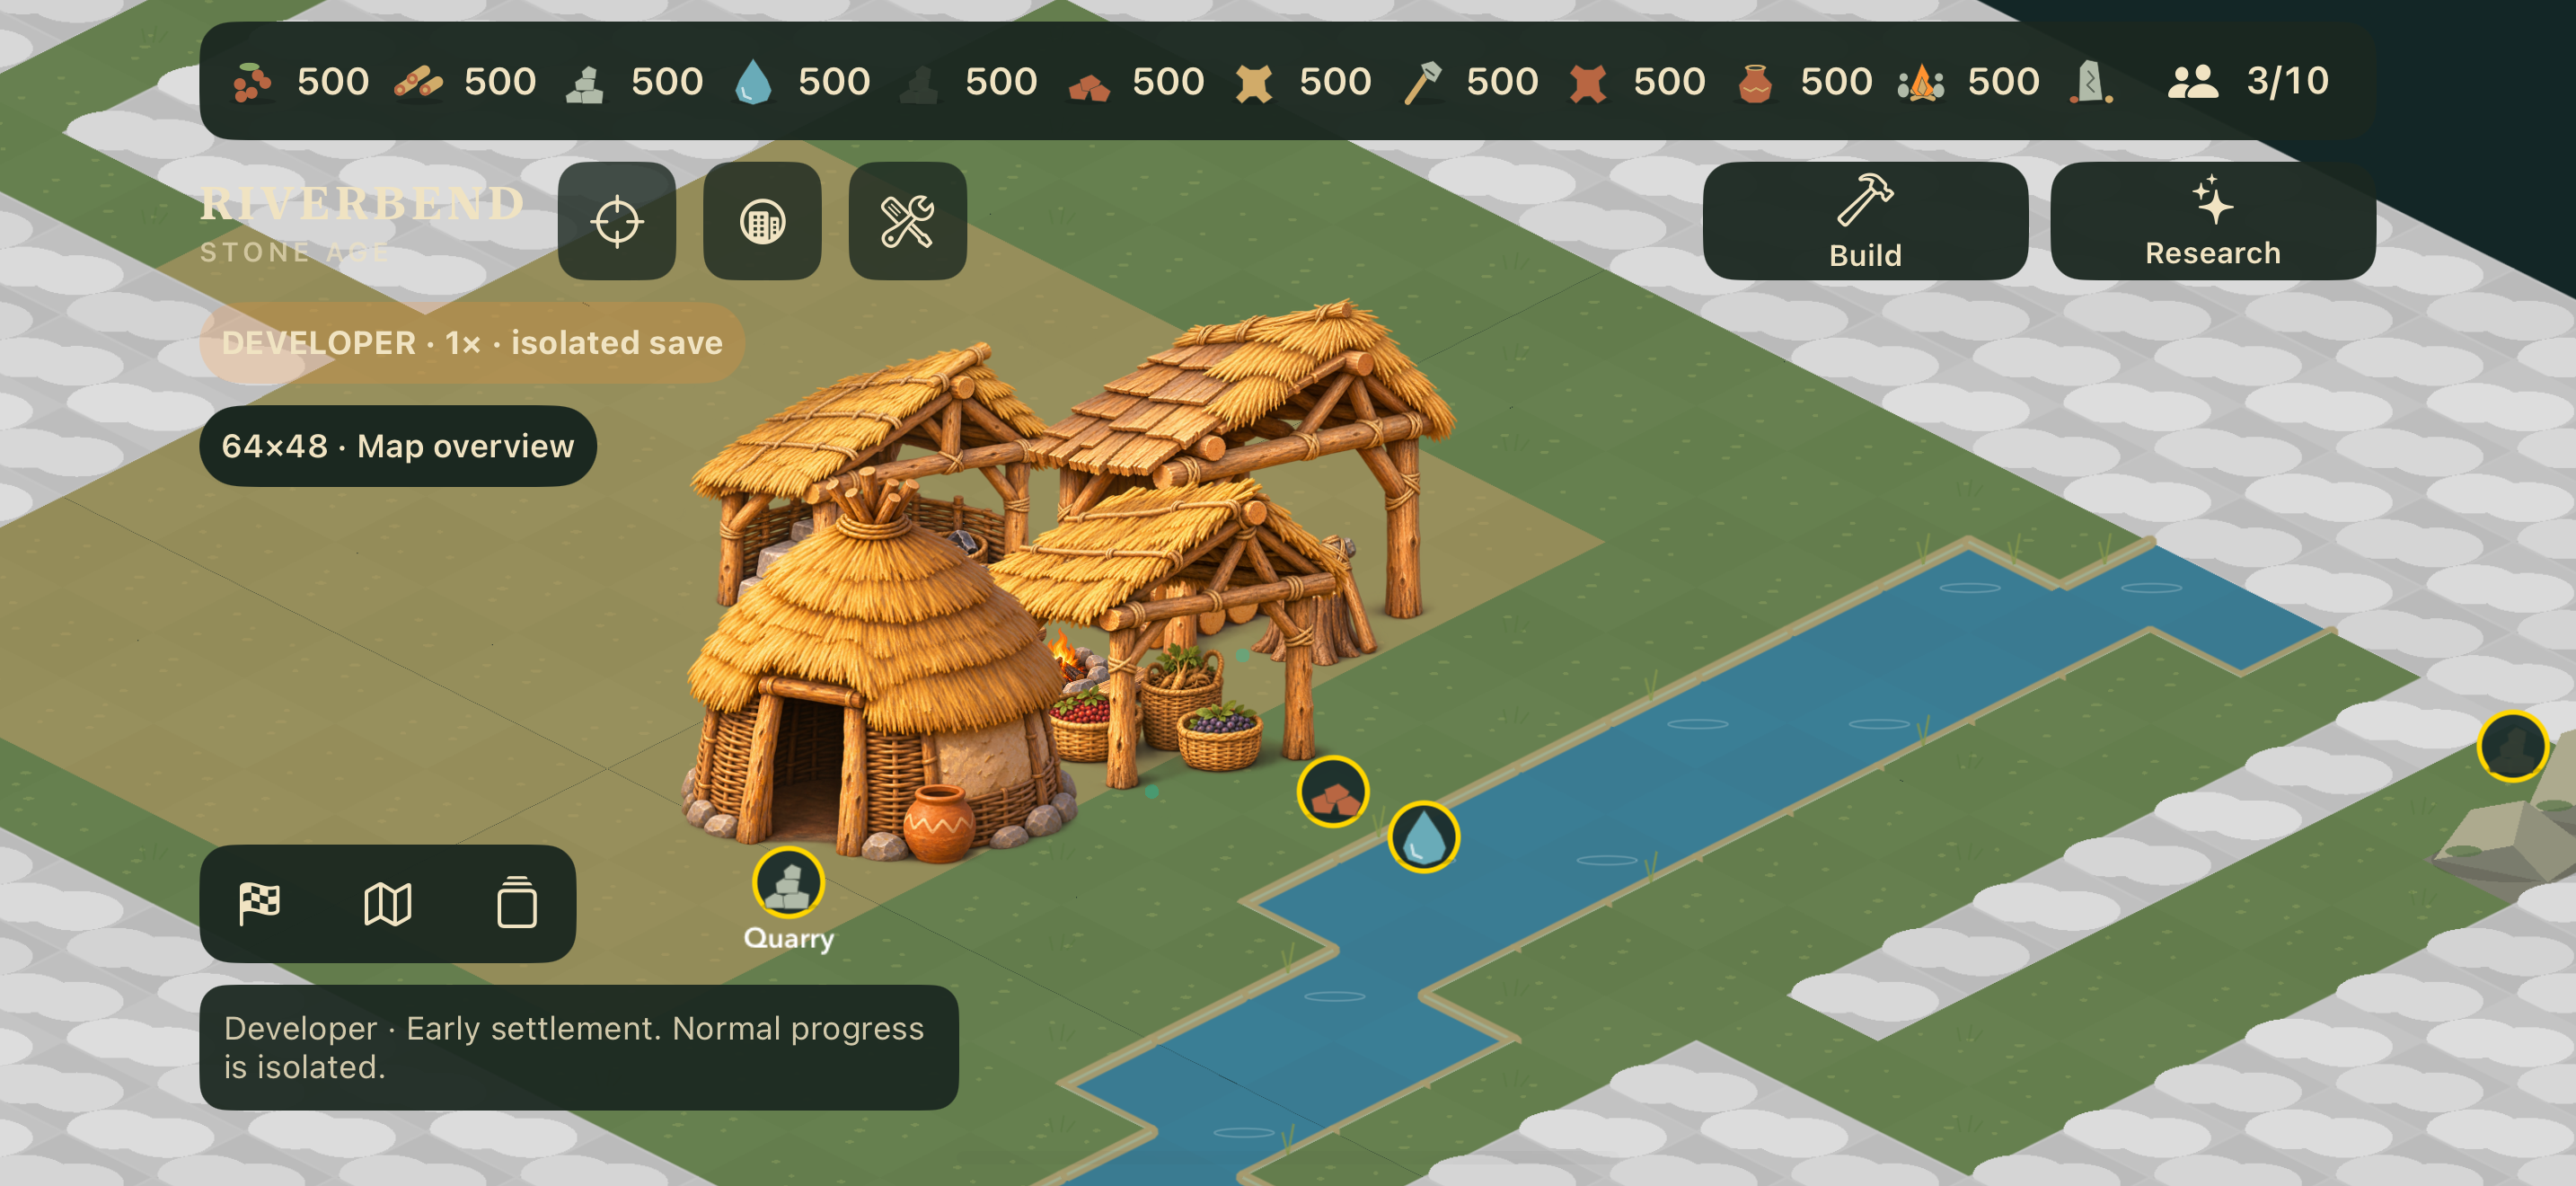 500 500 500 500 500 500 500 500 500 500 500 3/10
RIVERBEND
STONE AGE
Build
Research
DEVELOPER · 1× · isolated save
64×48 · Map overview
Quarry
Developer · Early settlement. Normal progress
is isolated.